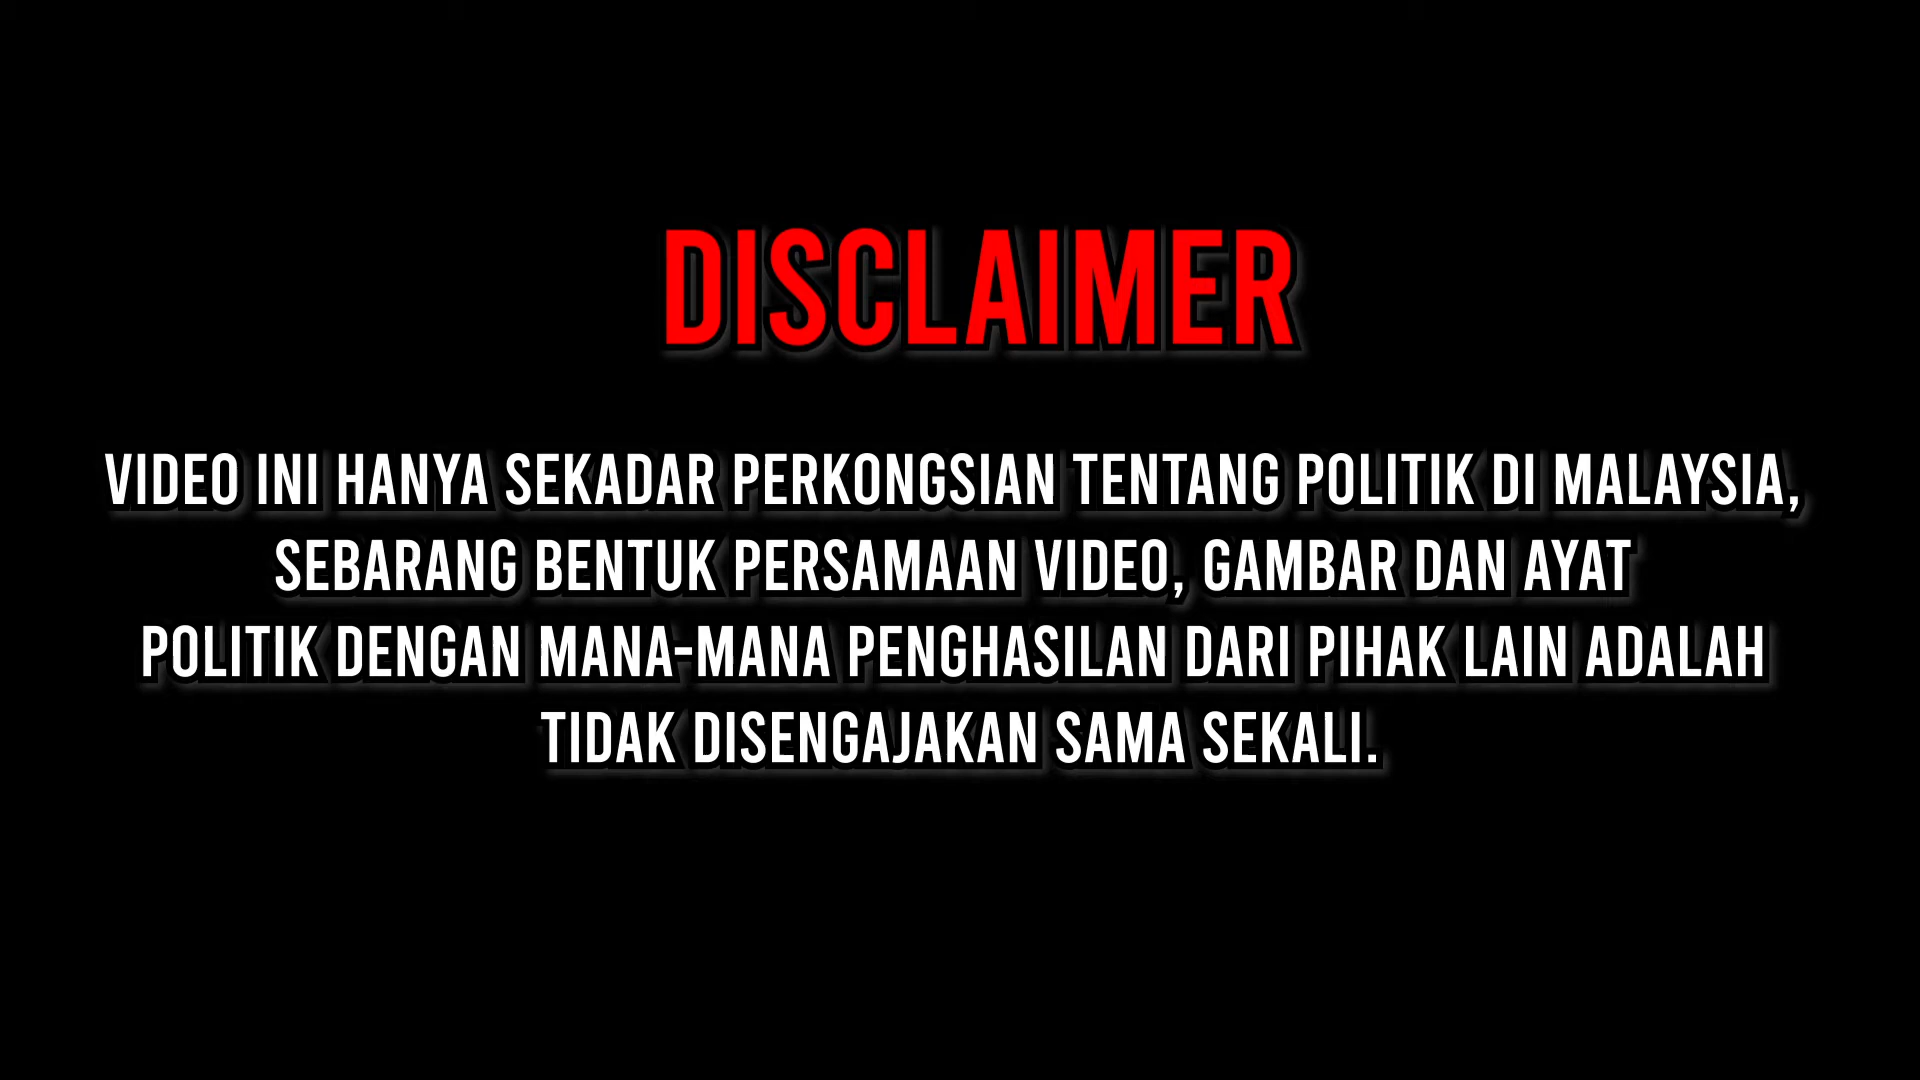 DISCLAIMER
VIDEO INI HANYA SEKADAR PERKONGSIAN TENTANG POLITIK DI MALAYSIA,
SEBARANG BENTUK PERSAMAAN VIDEO, GAMBAR DAN AYAT
POLITIK DENGAN MANA-MANA PENGHASILAN DARI PIHAK LAIN ADALAH
TIDAK DISENGAJAKAN SAMA SEKALI.